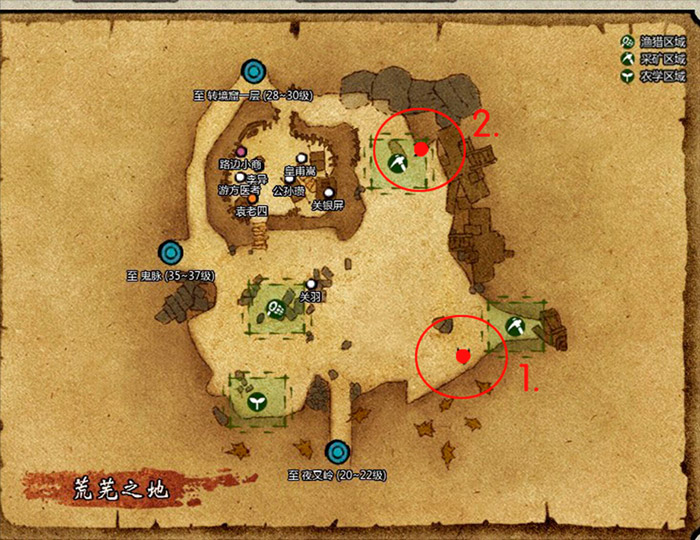 渔猎区域
采矿区域
农学区域
至 转境窟一层 (28~30级)
2.
路边小商
皇甫嵩
李异
游方医者
公孙瓒
关银屏
袁老四
至 鬼脉 (35~37级)
关羽
1.
至 夜叉岭 (20~22级)
荒芜之地